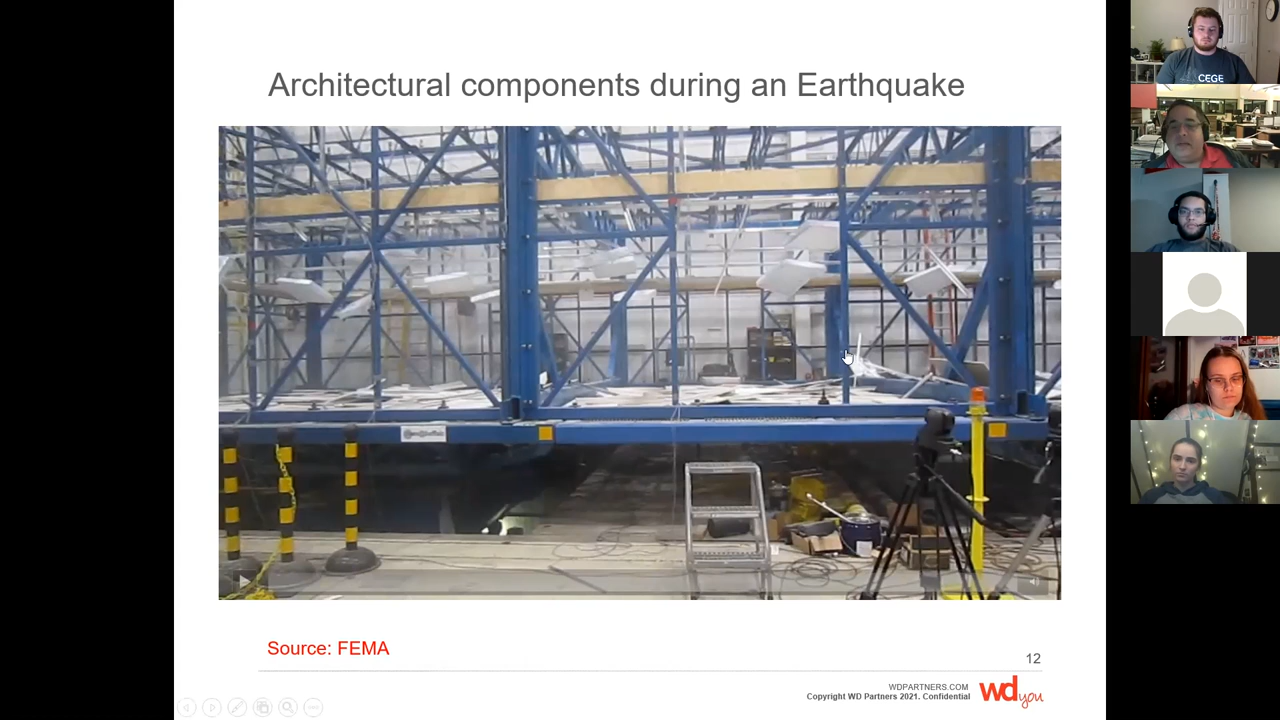 Architectural components during an Earthquake
CEGE
Source: FEMA
12
WDPARTNERS.COM
Copyright WD Partners 2021. Confidential
wd you